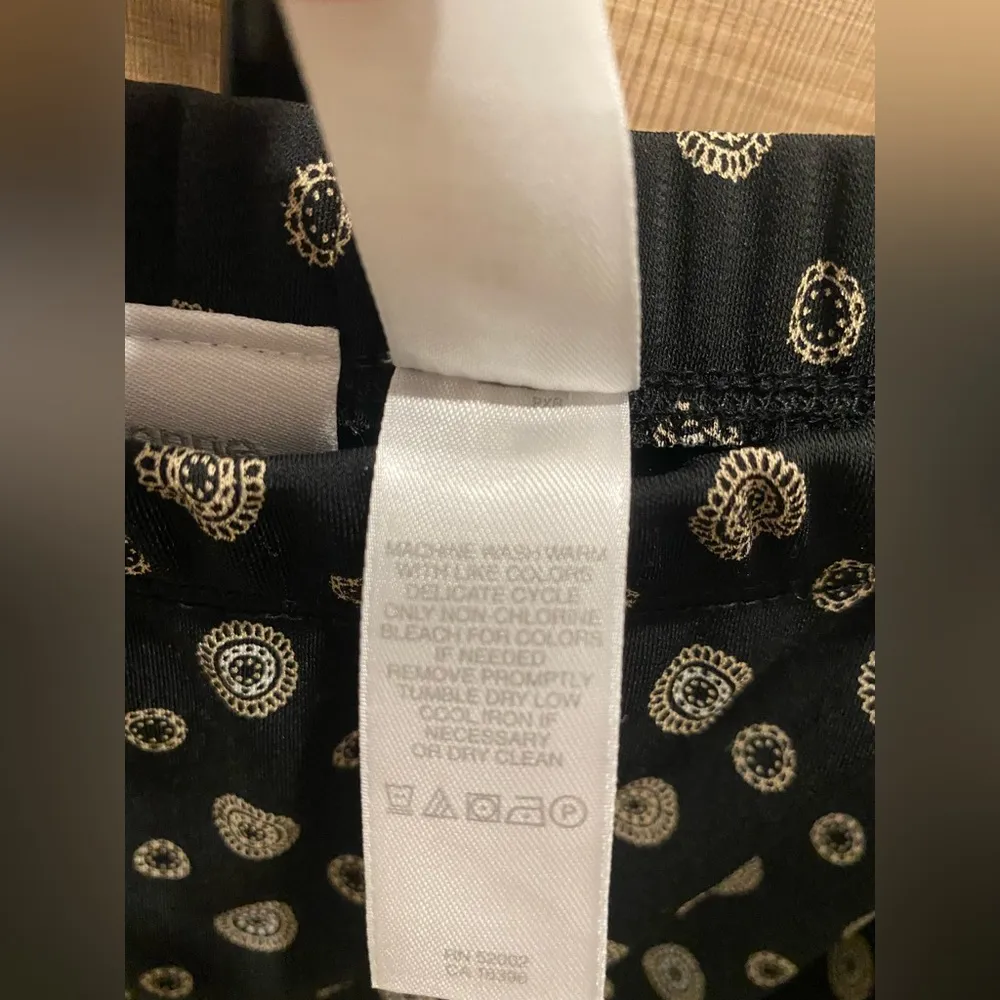 MACHINE WASH WARM
WITH LIKE COLORS
DELICATE CYCLE
ONLY NON-CHLORINE
BLEACH FOR COLORS
IF NEEDED
REMOVE PROMPTLY
TUMBLE DRY LOW
COOL IRON IF
NECESSARY
OR DRY CLEAN
P
RN 52002
CA 16396